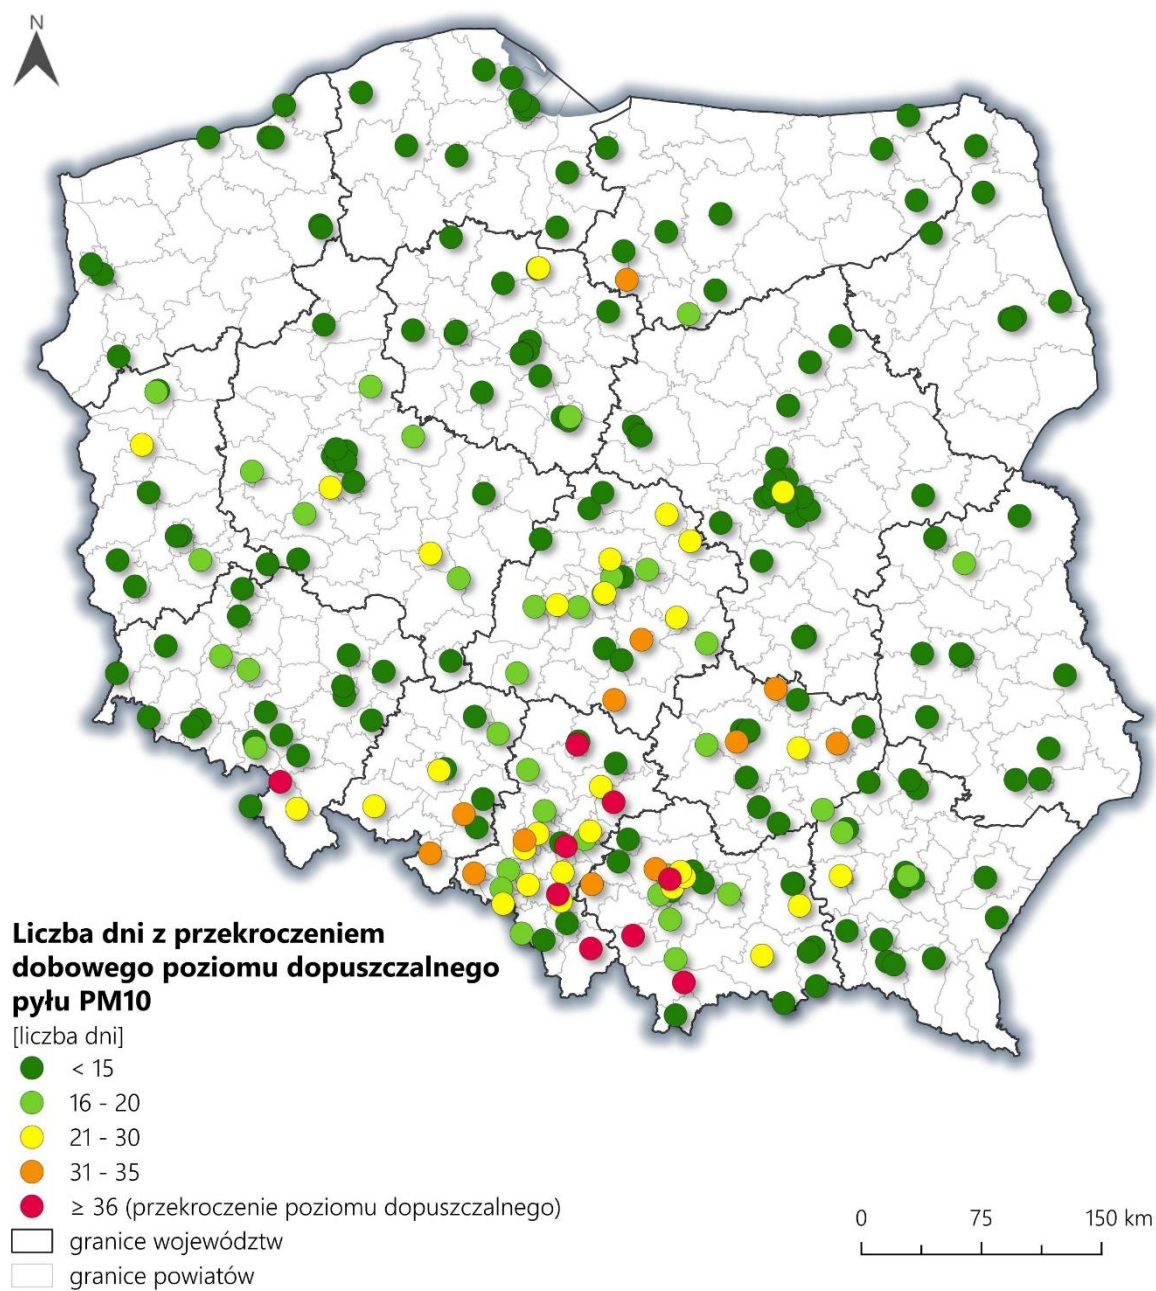 N
Liczba dni z przekroczeniem
dobowego poziomu dopuszczalnego
pyłu PM10
[liczba dni]
< 15
16 - 20
21 - 30
31 - 35
≥ 36 (przekroczenie poziomu dopuszczalnego)
granice województw
granice powiatów
0 75 150 km